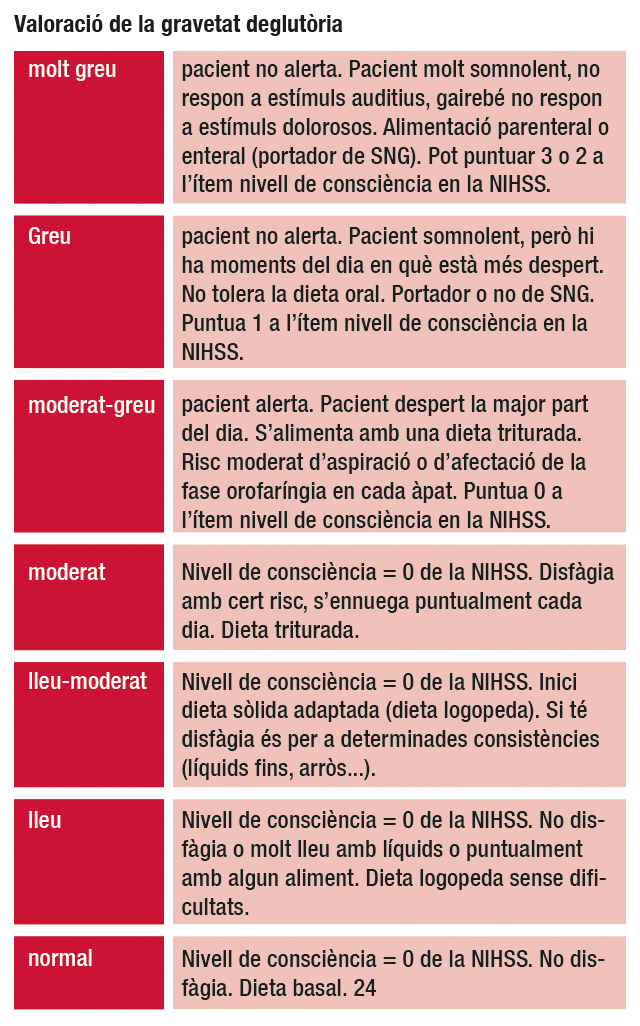 Valoració de la gravetat deglutòria
molt greu
pacient no alerta. Pacient molt somnolent, no
respon a estímuls auditius, gairebé no respon
a estímuls dolorosos. Alimentació parenteral o
enteral (portador de SNG). Pot puntuar 3 o 2 a
l’ítem nivell de consciència en la NIHSS.
Greu
pacient no alerta. Pacient somnolent, però hi
ha moments del dia en què està més despert.
No tolera la dieta oral. Portador o no de SNG.
Puntua 1 a l’ítem nivell de consciència en la
NIHSS.
moderat-greu
pacient alerta. Pacient despert la major part
del dia. S’alimenta amb una dieta triturada.
Risc moderat d’aspiració o d’afectació de la
fase orofaríngia en cada àpat. Puntua 0 a
l’ítem nivell de consciència en la NIHSS.
moderat
Nivell de consciència = 0 de la NIHSS. Disfàgia
amb cert risc, s’ennuega puntualment cada
dia. Dieta triturada.
lleu-moderat
Nivell de consciència = 0 de la NIHSS. Inici
dieta sòlida adaptada (dieta logopeda). Si té
disfàgia és per a determinades consistències
(líquids fins, arròs...).
lleu
Nivell de consciència = 0 de la NIHSS. No dis-
fàgia o molt lleu amb líquids o puntualment
amb algun aliment. Dieta logopeda sense difi-
cultats.
normal
Nivell de consciència = 0 de la NIHSS. No dis-
fàgia. Dieta basal. 24